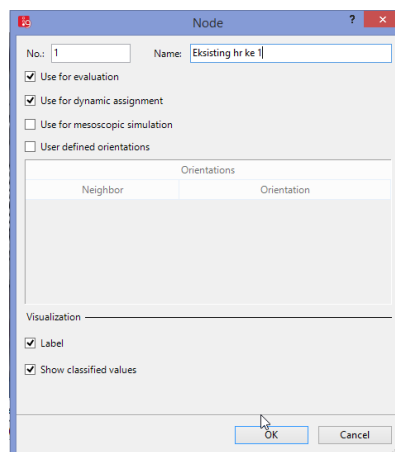 Node
?
No.: 1 Name: Eksisting hr ke 1
Use for evaluation
Use for dynamic assignment
Use for mesoscopic simulation
User defined orientations
Orientations
Neighbor Orientation
Visualization
Label
Show classified values
OK Cancel